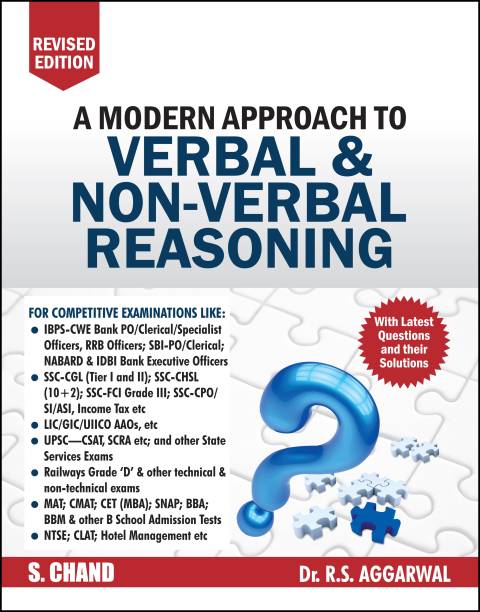 REVISED
EDITION
A MODERN APPROACH TO
VERBAL &
NON-VERBAL
REASONING
FOR COMPETITIVE EXAMINATIONS LIKE:
• IBPS-CWE Bank PO/Clerical/Specialist
Officers, RRB Officers; SBI-PO/Clerical;
NABARD & IDBI Bank Executive Officers
• SSC-CGL (Tier I and II); SSC-CHSL
(10+2); SSC-FCI Grade III; SSC-CPO/
SI/ASI, Income Tax etc
• LIC/GIC/UIICO AAOs, etc
• UPSC—CSAT, SCRA etc; and other State
Services Exams
• Railways Grade ‘D’ & other technical &
non-technical exams
• MAT; CMAT; CET (MBA); SNAP; BBA;
BBM & other B School Admission Tests
• NTSE; CLAT; Hotel Management etc
With Latest
Questions
and their
Solutions
S. CHAND
Dr. R.S. AGGARWAL